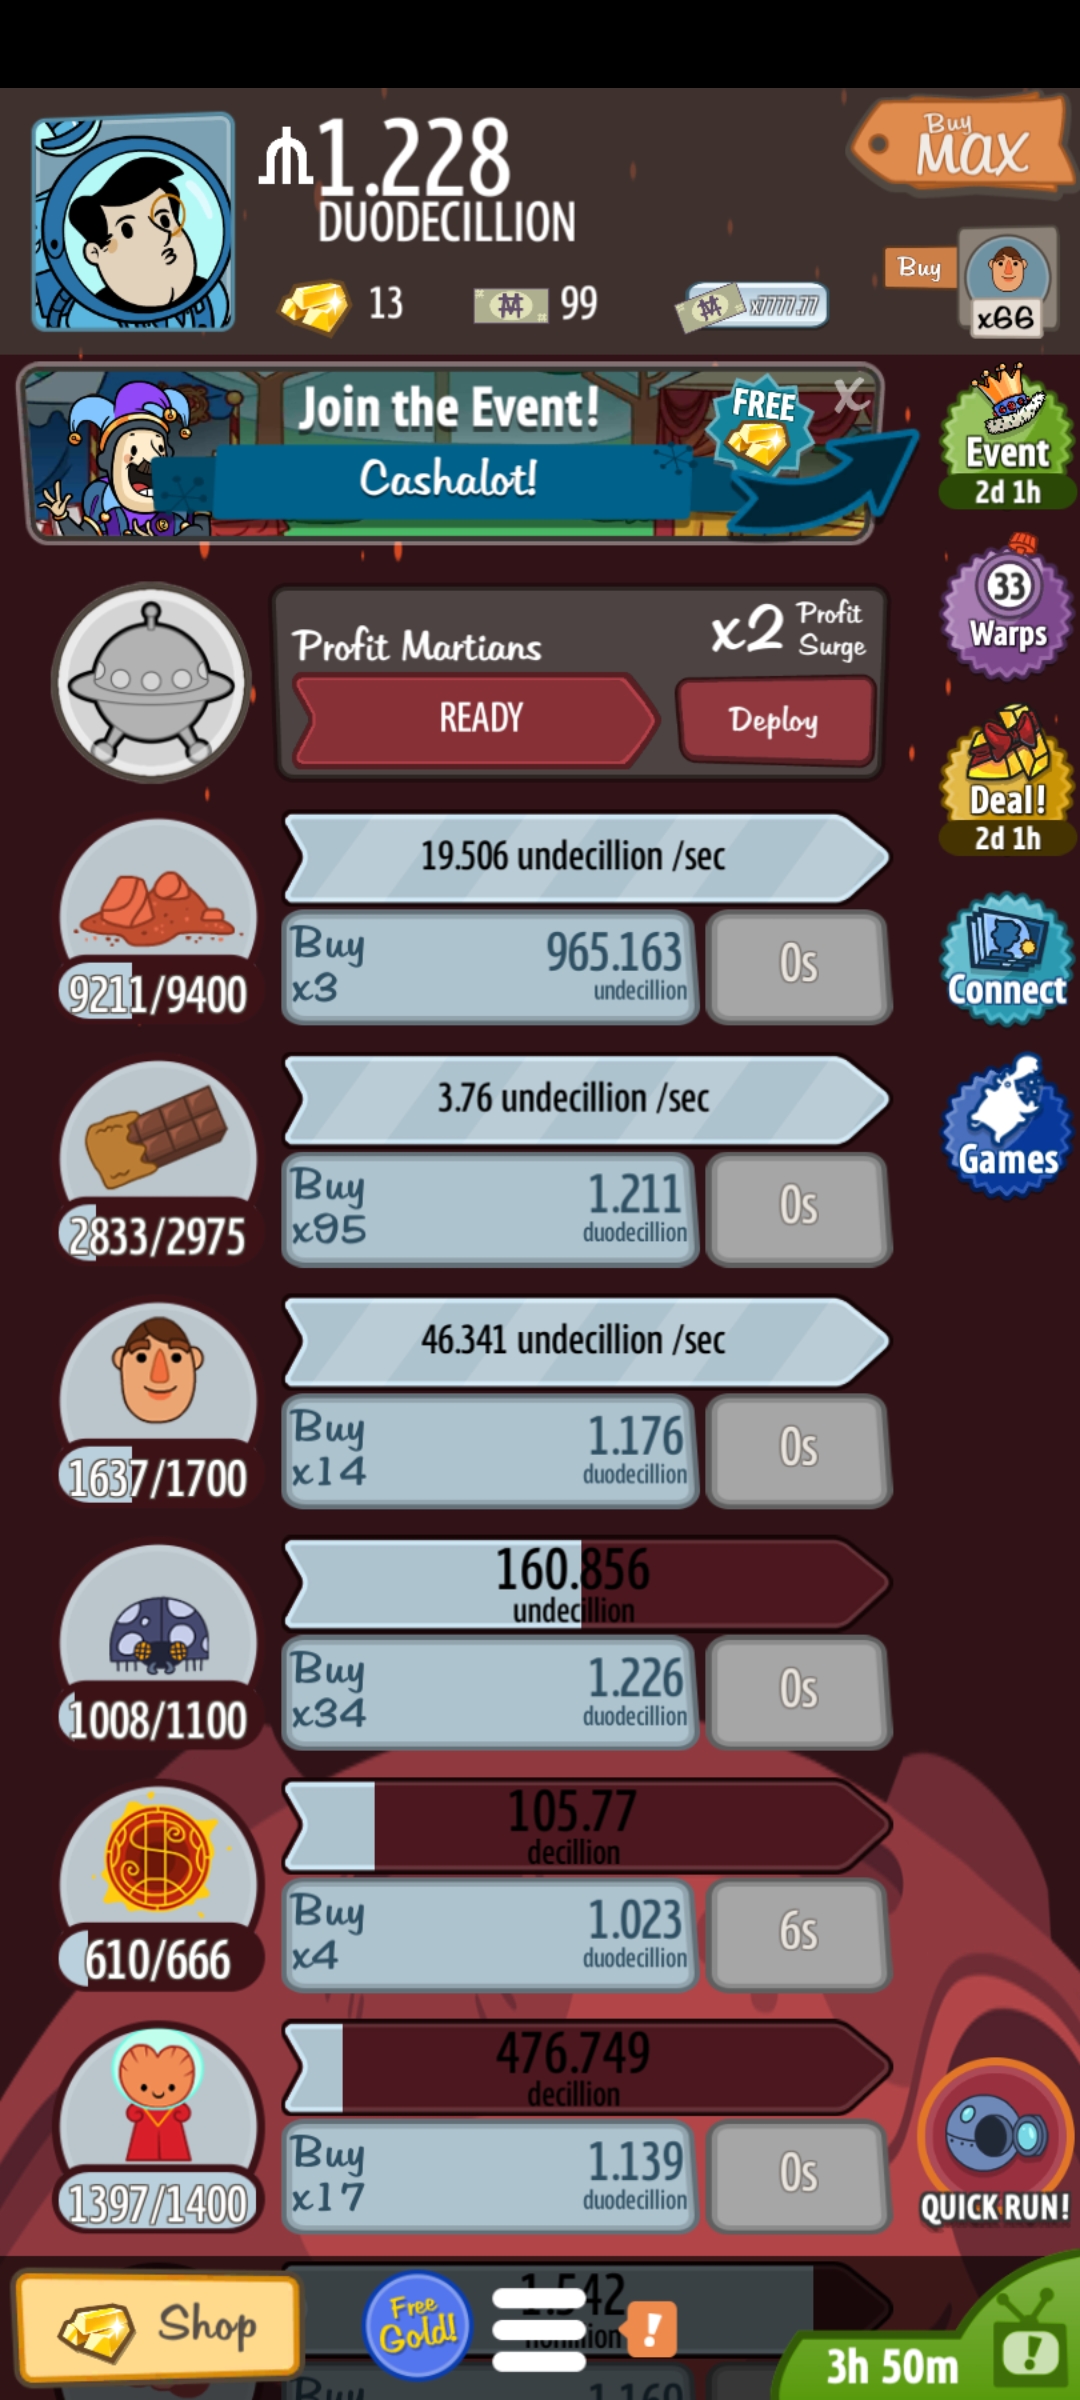 1.228
DUODECILLION
Buy
MAX
13
99
x7777.77
Buy
x66
Join the Event!
FREE
X
Cashalot!
Event
2d 1h
33
Warps
Profit Martians
x2 Profit
Surge
READY
Deploy
Deal!
2d 1h
19.506 undecillion /sec
Buy
x3
965.163
undecillion
0s
9211/9400
Connect
3.76 undecillion /sec
Buy
x95
1.211
duodecillion
0s
2833/2975
Games
46.341 undecillion /sec
Buy
x14
1.176
duodecillion
0s
1637/1700
160.856
undecillion
Buy
x34
1.226
duodecillion
0s
1008/1100
105.77
decillion
Buy
x4
1.023
duodecillion
6s
610/666
476.749
decillion
Buy
x17
1.139
duodecillion
0s
1397/1400
QUICK RUN!
Shop
Free
Gold!
!
3h 50m
!
Buy